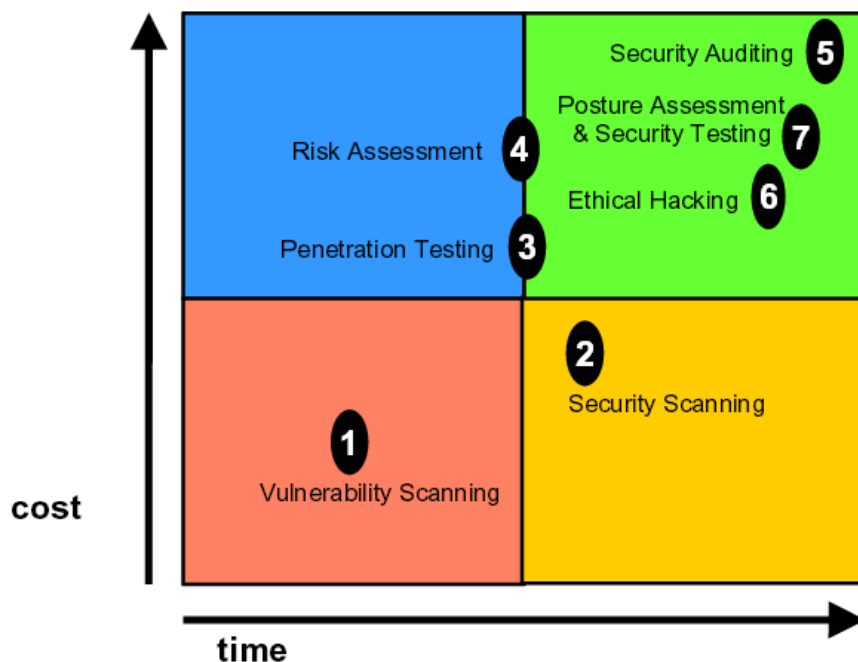 Security Auditing 5
Posture Assessment
& Security Testing 7
Risk Assessment 4
Ethical Hacking 6
Penetration Testing 3
2
Security Scanning
1
Vulnerability Scanning
cost
time